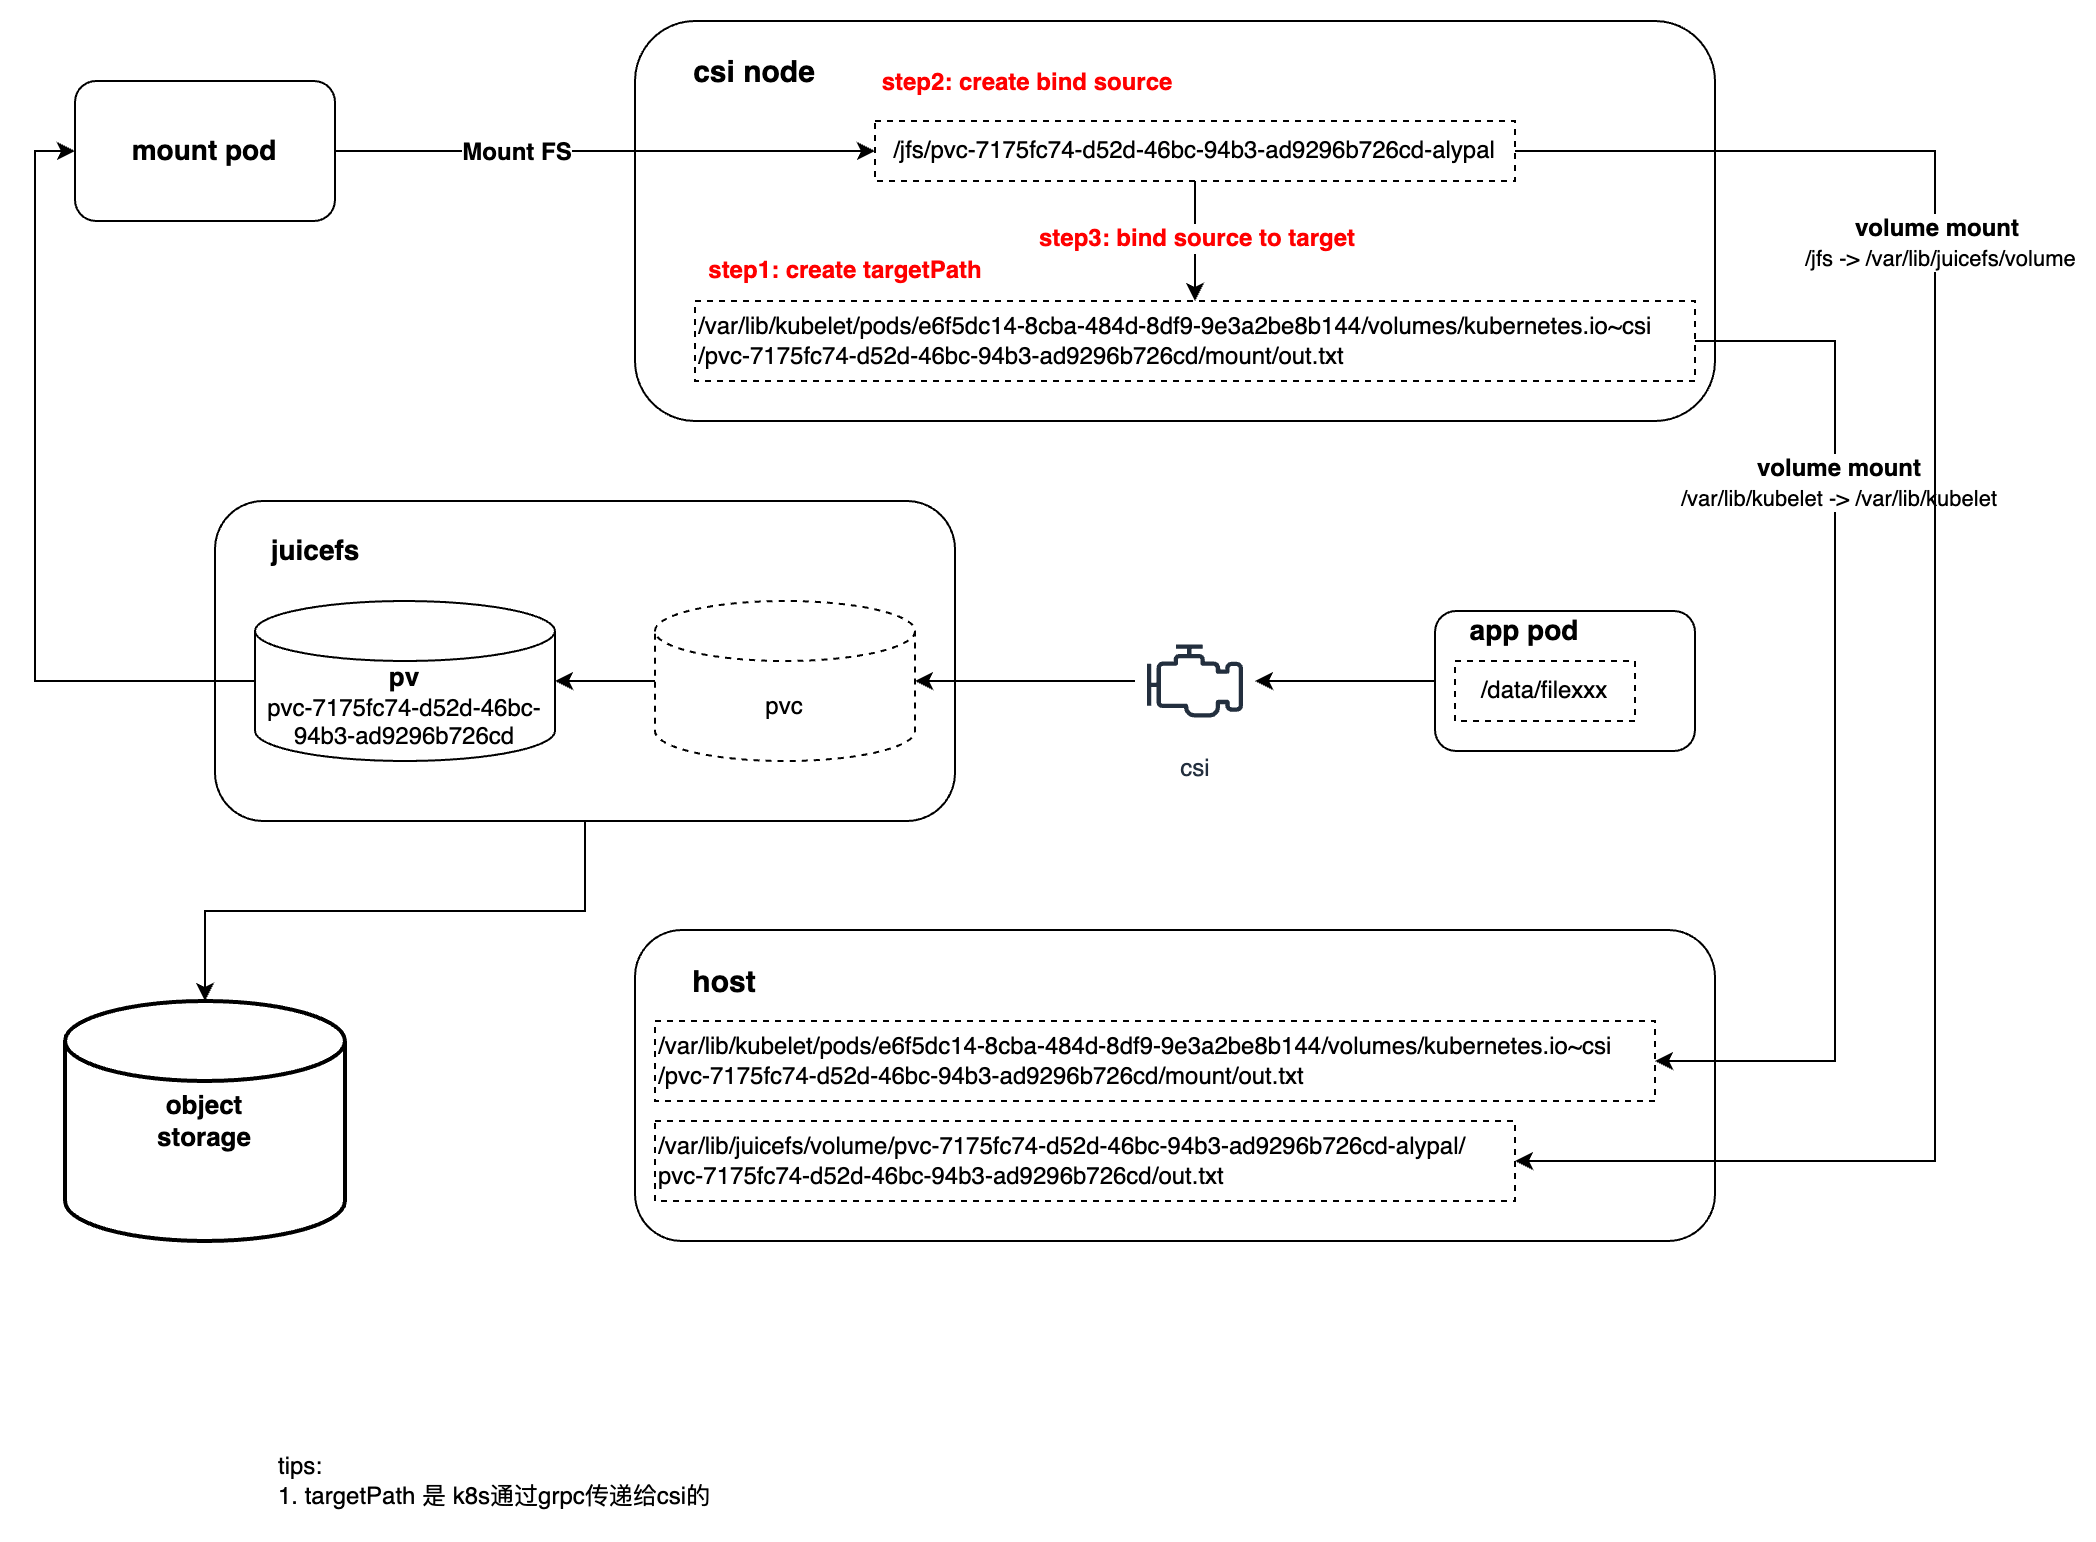 csi node
step2: create bind source
mount pod
Mount FS
/jfs/pvc-7175fc74-d52d-46bc-94b3-ad9296b726cd-alypal
step3: bind source to target
step1: create targetPath
/var/lib/kubelet/pods/e6f5dc14-8cba-484d-8df9-9e3a2be8b144/volumes/kubernetes.io~csi
/pvc-7175fc74-d52d-46bc-94b3-ad9296b726cd/mount/out.txt
volume mount
/jfs -> /var/lib/juicefs/volume
volume mount
/var/lib/kubelet -> /var/lib/kubelet
juicefs
pv
pvc-7175fc74-d52d-46bc-
94b3-ad9296b726cd
pvc
csi
app pod
/data/filexxx
host
/var/lib/kubelet/pods/e6f5dc14-8cba-484d-8df9-9e3a2be8b144/volumes/kubernetes.io~csi
/pvc-7175fc74-d52d-46bc-94b3-ad9296b726cd/mount/out.txt
/var/lib/juicefs/volume/pvc-7175fc74-d52d-46bc-94b3-ad9296b726cd-alypal/
pvc-7175fc74-d52d-46bc-94b3-ad9296b726cd/out.txt
object
storage
tips:
1. targetPath 是 k8s通过grpc传递给csi的